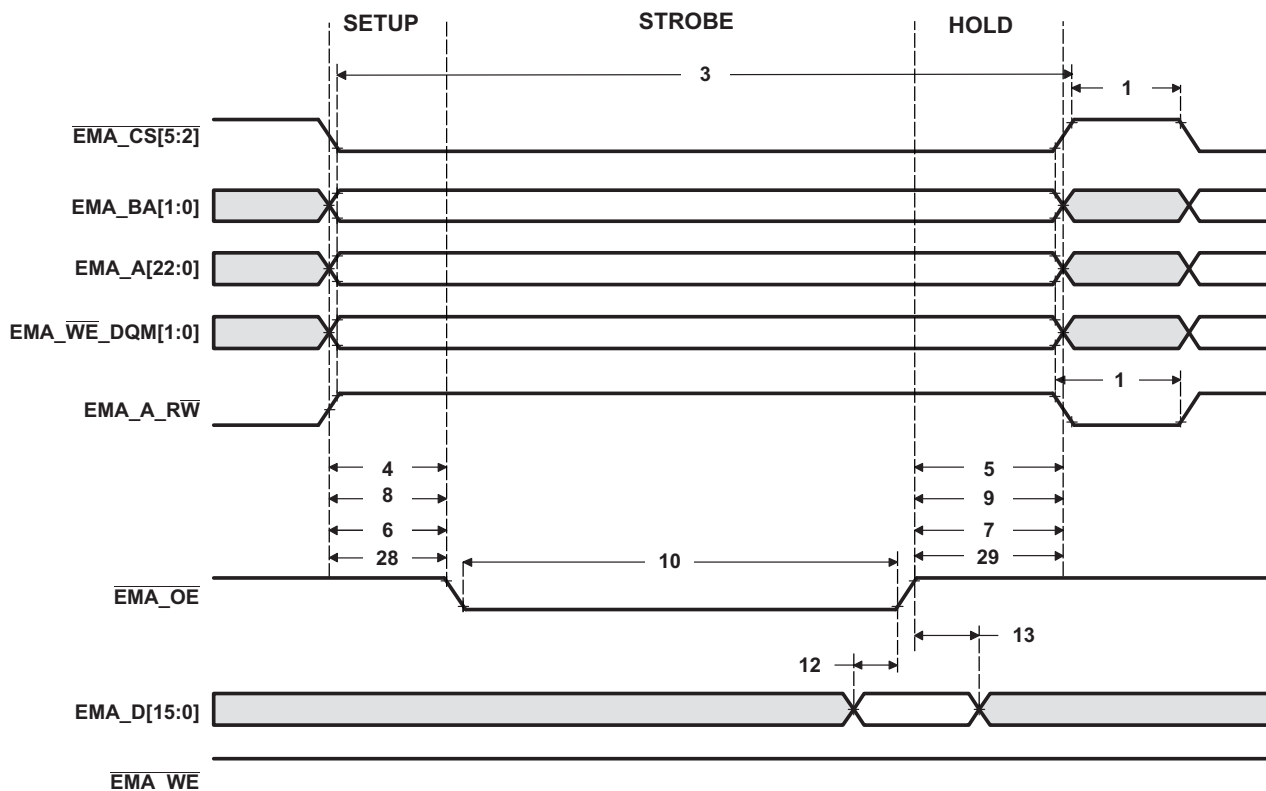 SETUP STROBE HOLD
3
1
EMA_CS[5:2]
EMA_BA[1:0]
EMA_A[22:0]
EMA_WE_DQM[1:0]
1
EMA_A_RW
4 5
8 9
6 7
28 29
10
EMA_OE
13
12
EMA_D[15:0]
EMA_WE